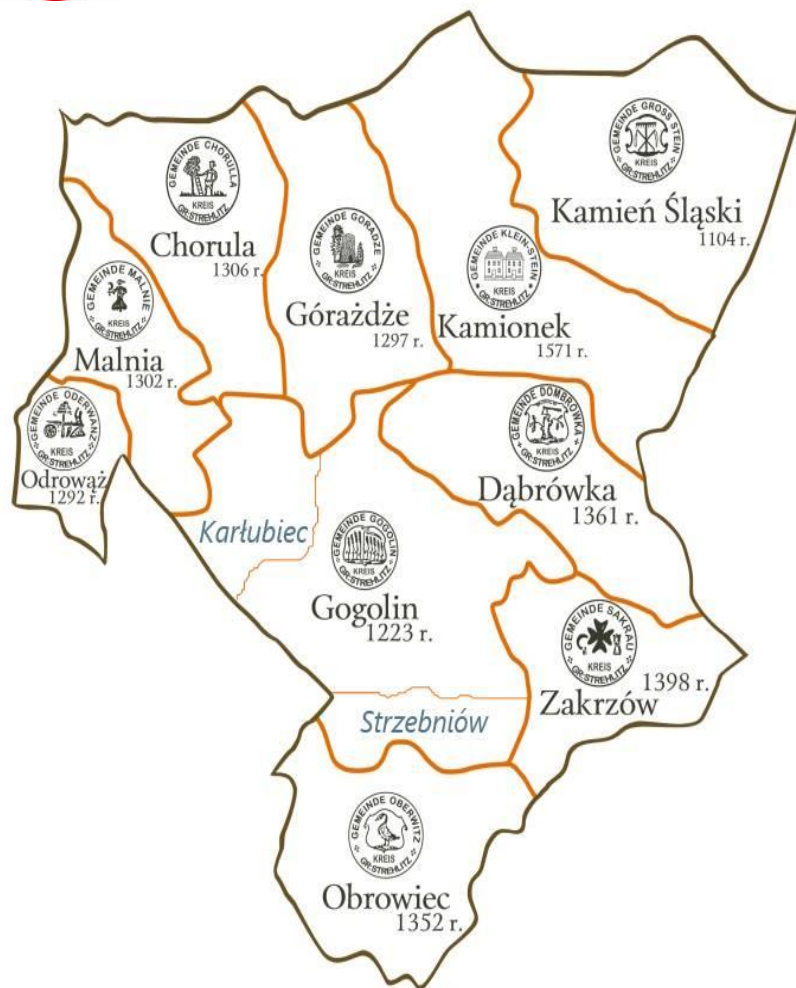 GEMEINDE GROSS STEIN
KREIS
GR.-STREHLITZ
Kamień Śląski
1104 r.
GEMEINDE CHORULLA
KREIS
GR.-STREHLITZ
Chorula
1306 r.
GEMEINDE GORADZE
KREIS
GR.-STREHLITZ
Górażdże
1297 r.
GEMEINDE KLEIN-STEIN
KREIS
GR.-STREHLITZ
Kamionek
1571 r.
GEMEINDE MALNIE
KREIS
GR.-STREHLITZ
Malnia
1302 r.
GEMEINDE ODERWANZ
KREIS
GR.-STREHLITZ
Odrowąż
1292 r.
GEMEINDE DOMBROWKA
KREIS
GR.-STREHLITZ
Dąbrówka
1361 r.
Karłubiec
GEMEINDE GOGOLIN
KREIS
GR.-STREHLITZ
Gogolin
1223 r.
GEMEINDE SAKRAU
KREIS
GR.-STREHLITZ
1398 r.
Zakrzów
Strzebniów
GEMEINDE OBERWITZ
KREIS
GR.-STREHLITZ
Obrowiec
1352 r.